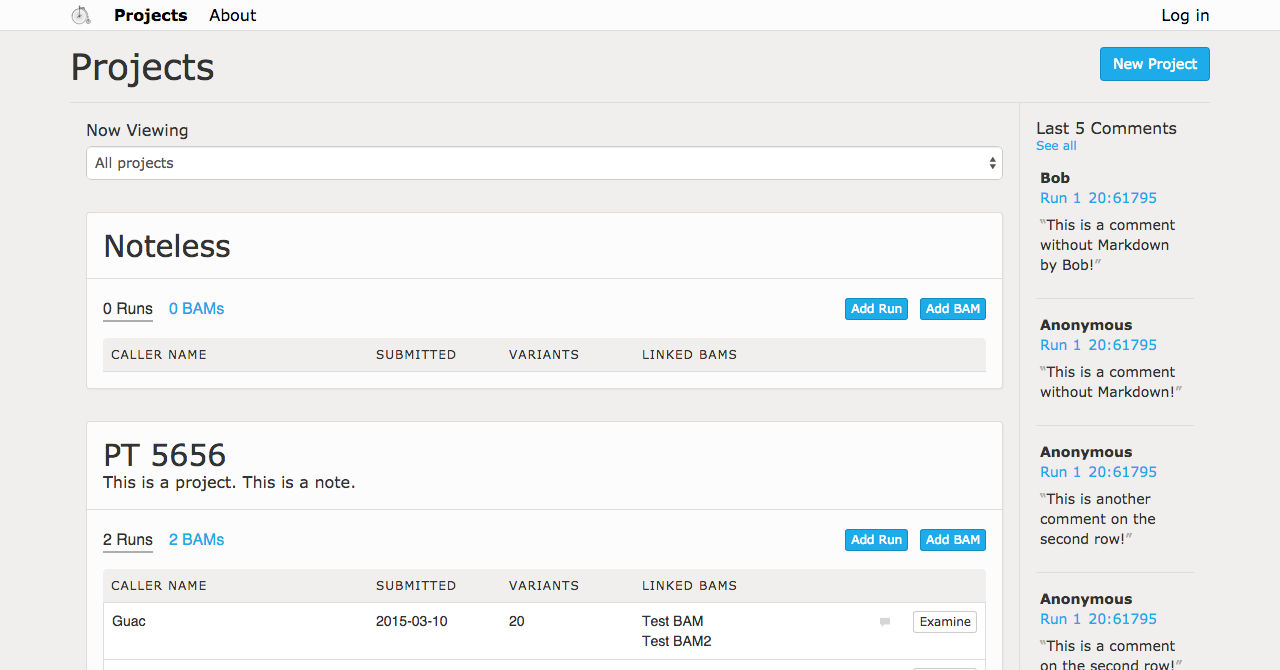 Projects About Log in
Projects
New Project
Now Viewing
All projects
Noteless
0 Runs 0 BAMs Add Run Add BAM
CALLER NAME SUBMITTED VARIANTS LINKED BAMS
PT 5656
This is a project. This is a note.
2 Runs 2 BAMs Add Run Add BAM
CALLER NAME SUBMITTED VARIANTS LINKED BAMS
Guac 2015-03-10 20 Test BAM Examine
Test BAM2
Last 5 Comments
See all
Bob
Run 1 20:61795
"This is a comment
without Markdown
by Bob!"
Anonymous
Run 1 20:61795
"This is a comment
without Markdown!"
Anonymous
Run 1 20:61795
"This is another
comment on the
second row!"
Anonymous
Run 1 20:61795
"This is a comment
on the second row!"